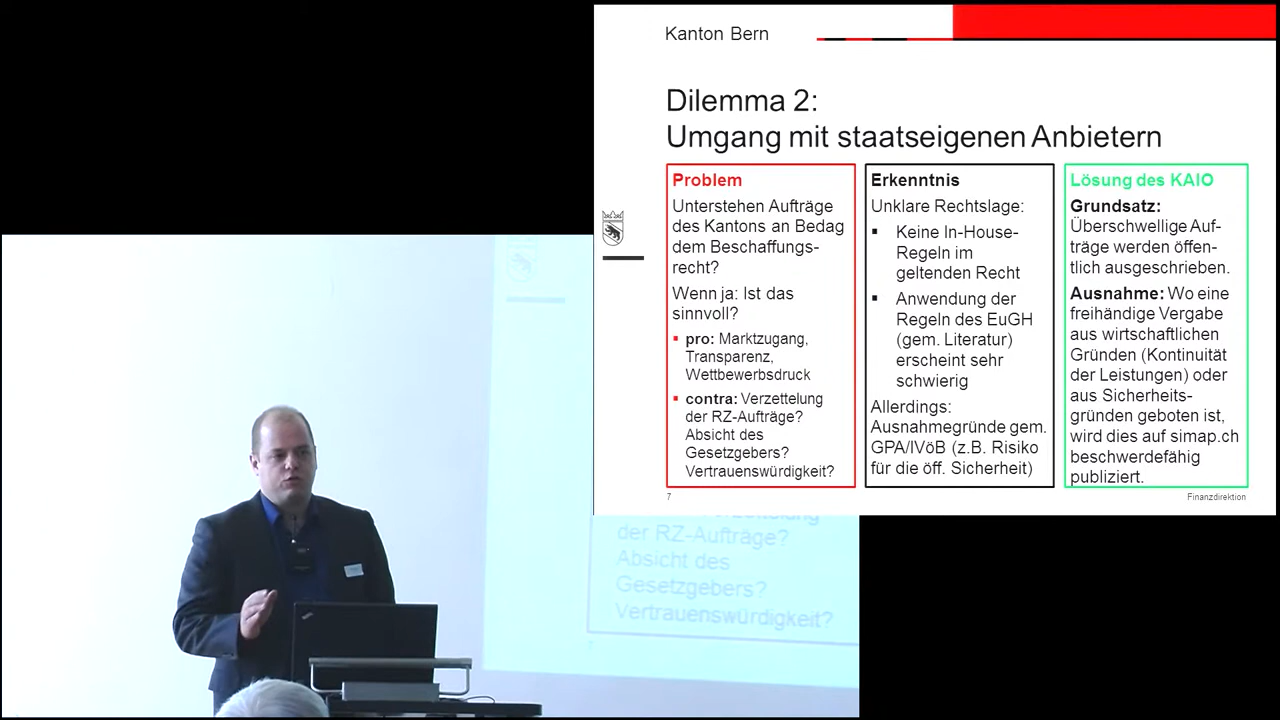 Kanton Bern
Dilemma 2:
Umgang mit staatseigenen Anbietern
Problem
Unterstehen Aufträge
des Kantons an Bedag
dem Beschaffungs-
recht?
Wenn ja: Ist das
sinnvoll?
▪ pro: Marktzugang,
Transparenz,
Wettbewerbsdruck
▪ contra: Verzettelung
der RZ-Aufträge?
Absicht des
Gesetzgebers?
Vertrauenswürdigkeit?
Erkenntnis
Unklare Rechtslage:
▪ Keine In-House-
Regeln im
geltenden Recht
▪ Anwendung der
Regeln des EuGH
(gem. Literatur)
erscheint sehr
schwierig
Allerdings:
Ausnahmegründe gem.
GPA/IVöB (z.B. Risiko
für die öff. Sicherheit)
Lösung des KAIO
Grundsatz:
Überschwellige Auf-
träge werden öffen-
tlich ausgeschrieben.
Ausnahme: Wo eine
freihändige Vergabe
aus wirtschaftlichen
Gründen (Kontinuität
der Leistungen) oder
aus Sicherheits-
gründen geboten ist,
wird dies auf simap.ch
beschwerdefähig
publiziert.
7
Finanzdirektion
der RZ-Aufträge?
Absicht des
Gesetzgebers?
Vertrauenswürdigkeit?